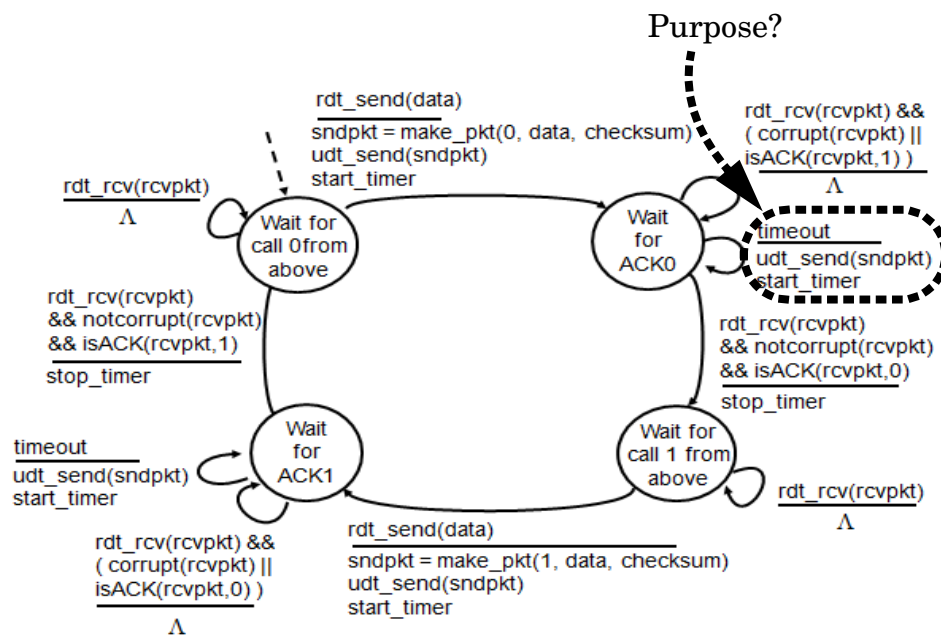 Purpose?
rdt_send(data)
sndpkt = make_pkt(0, data, checksum)
udt_send(sndpkt)
start_timer
rdt_rcv(rcvpkt) &&
( corrupt(rcvpkt) ||
isACK(rcvpkt,1) )
Λ
rdt_rcv(rcvpkt)
Λ
Wait for
call 0from
above
Wait
for
ACK0
timeout
udt_send(sndpkt)
start_timer
rdt_rcv(rcvpkt)
&& notcorrupt(rcvpkt)
&& isACK(rcvpkt,1)
stop_timer
rdt_rcv(rcvpkt)
&& notcorrupt(rcvpkt)
&& isACK(rcvpkt,0)
stop_timer
timeout
udt_send(sndpkt)
start_timer
Wait
for
ACK1
Wait for
call 1 from
above
rdt_rcv(rcvpkt)
Λ
rdt_rcv(rcvpkt) &&
( corrupt(rcvpkt) ||
isACK(rcvpkt,0) )
Λ
rdt_send(data)
sndpkt = make_pkt(1, data, checksum)
udt_send(sndpkt)
start_timer